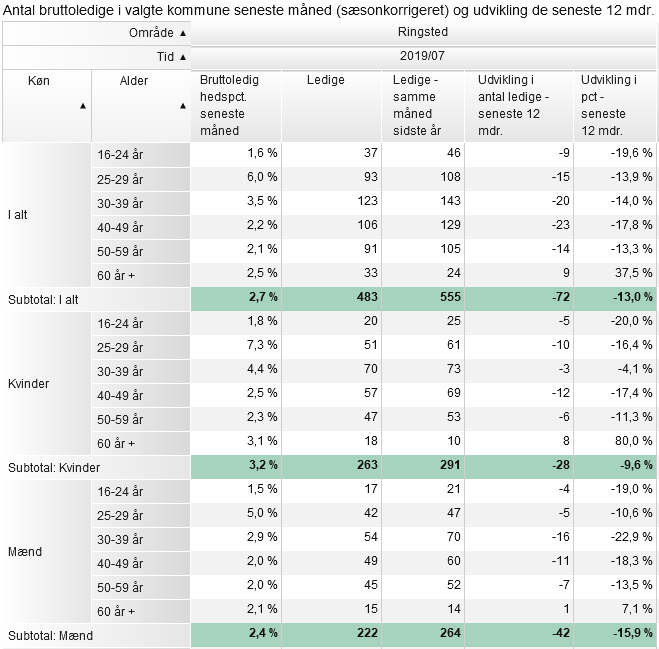 Antal bruttoledige i valgte kommune seneste måned (sæsonkorrigeret) og udvikling de seneste 12 mdr.
Område ▲ Ringsted
Tid ▲ 2019/07
Køn ▲ Alder ▲ Bruttoledighedspct. seneste måned Ledige Ledige - samme måned sidste år Udvikling i antal ledige - seneste 12 mdr. Udvikling i pct - seneste 12 mdr.
I alt
16-24 år 1,6 % 37 46 -9 -19,6 %
25-29 år 6,0 % 93 108 -15 -13,9 %
30-39 år 3,5 % 123 143 -20 -14,0 %
40-49 år 2,2 % 106 129 -23 -17,8 %
50-59 år 2,1 % 91 105 -14 -13,3 %
60 år + 2,5 % 33 24 9 37,5 %
Subtotal: I alt 2,7 % 483 555 -72 -13,0 %
Kvinder
16-24 år 1,8 % 20 25 -5 -20,0 %
25-29 år 7,3 % 51 61 -10 -16,4 %
30-39 år 4,4 % 70 73 -3 -4,1 %
40-49 år 2,5 % 57 69 -12 -17,4 %
50-59 år 2,3 % 47 53 -6 -11,3 %
60 år + 3,1 % 18 10 8 80,0 %
Subtotal: Kvinder 3,2 % 263 291 -28 -9,6 %
Mænd
16-24 år 1,5 % 17 21 -4 -19,0 %
25-29 år 5,0 % 42 47 -5 -10,6 %
30-39 år 2,9 % 54 70 -16 -22,9 %
40-49 år 2,0 % 49 60 -11 -18,3 %
50-59 år 2,0 % 45 52 -7 -13,5 %
60 år + 2,1 % 15 14 1 7,1 %
Subtotal: Mænd 2,4 % 222 264 -42 -15,9 %